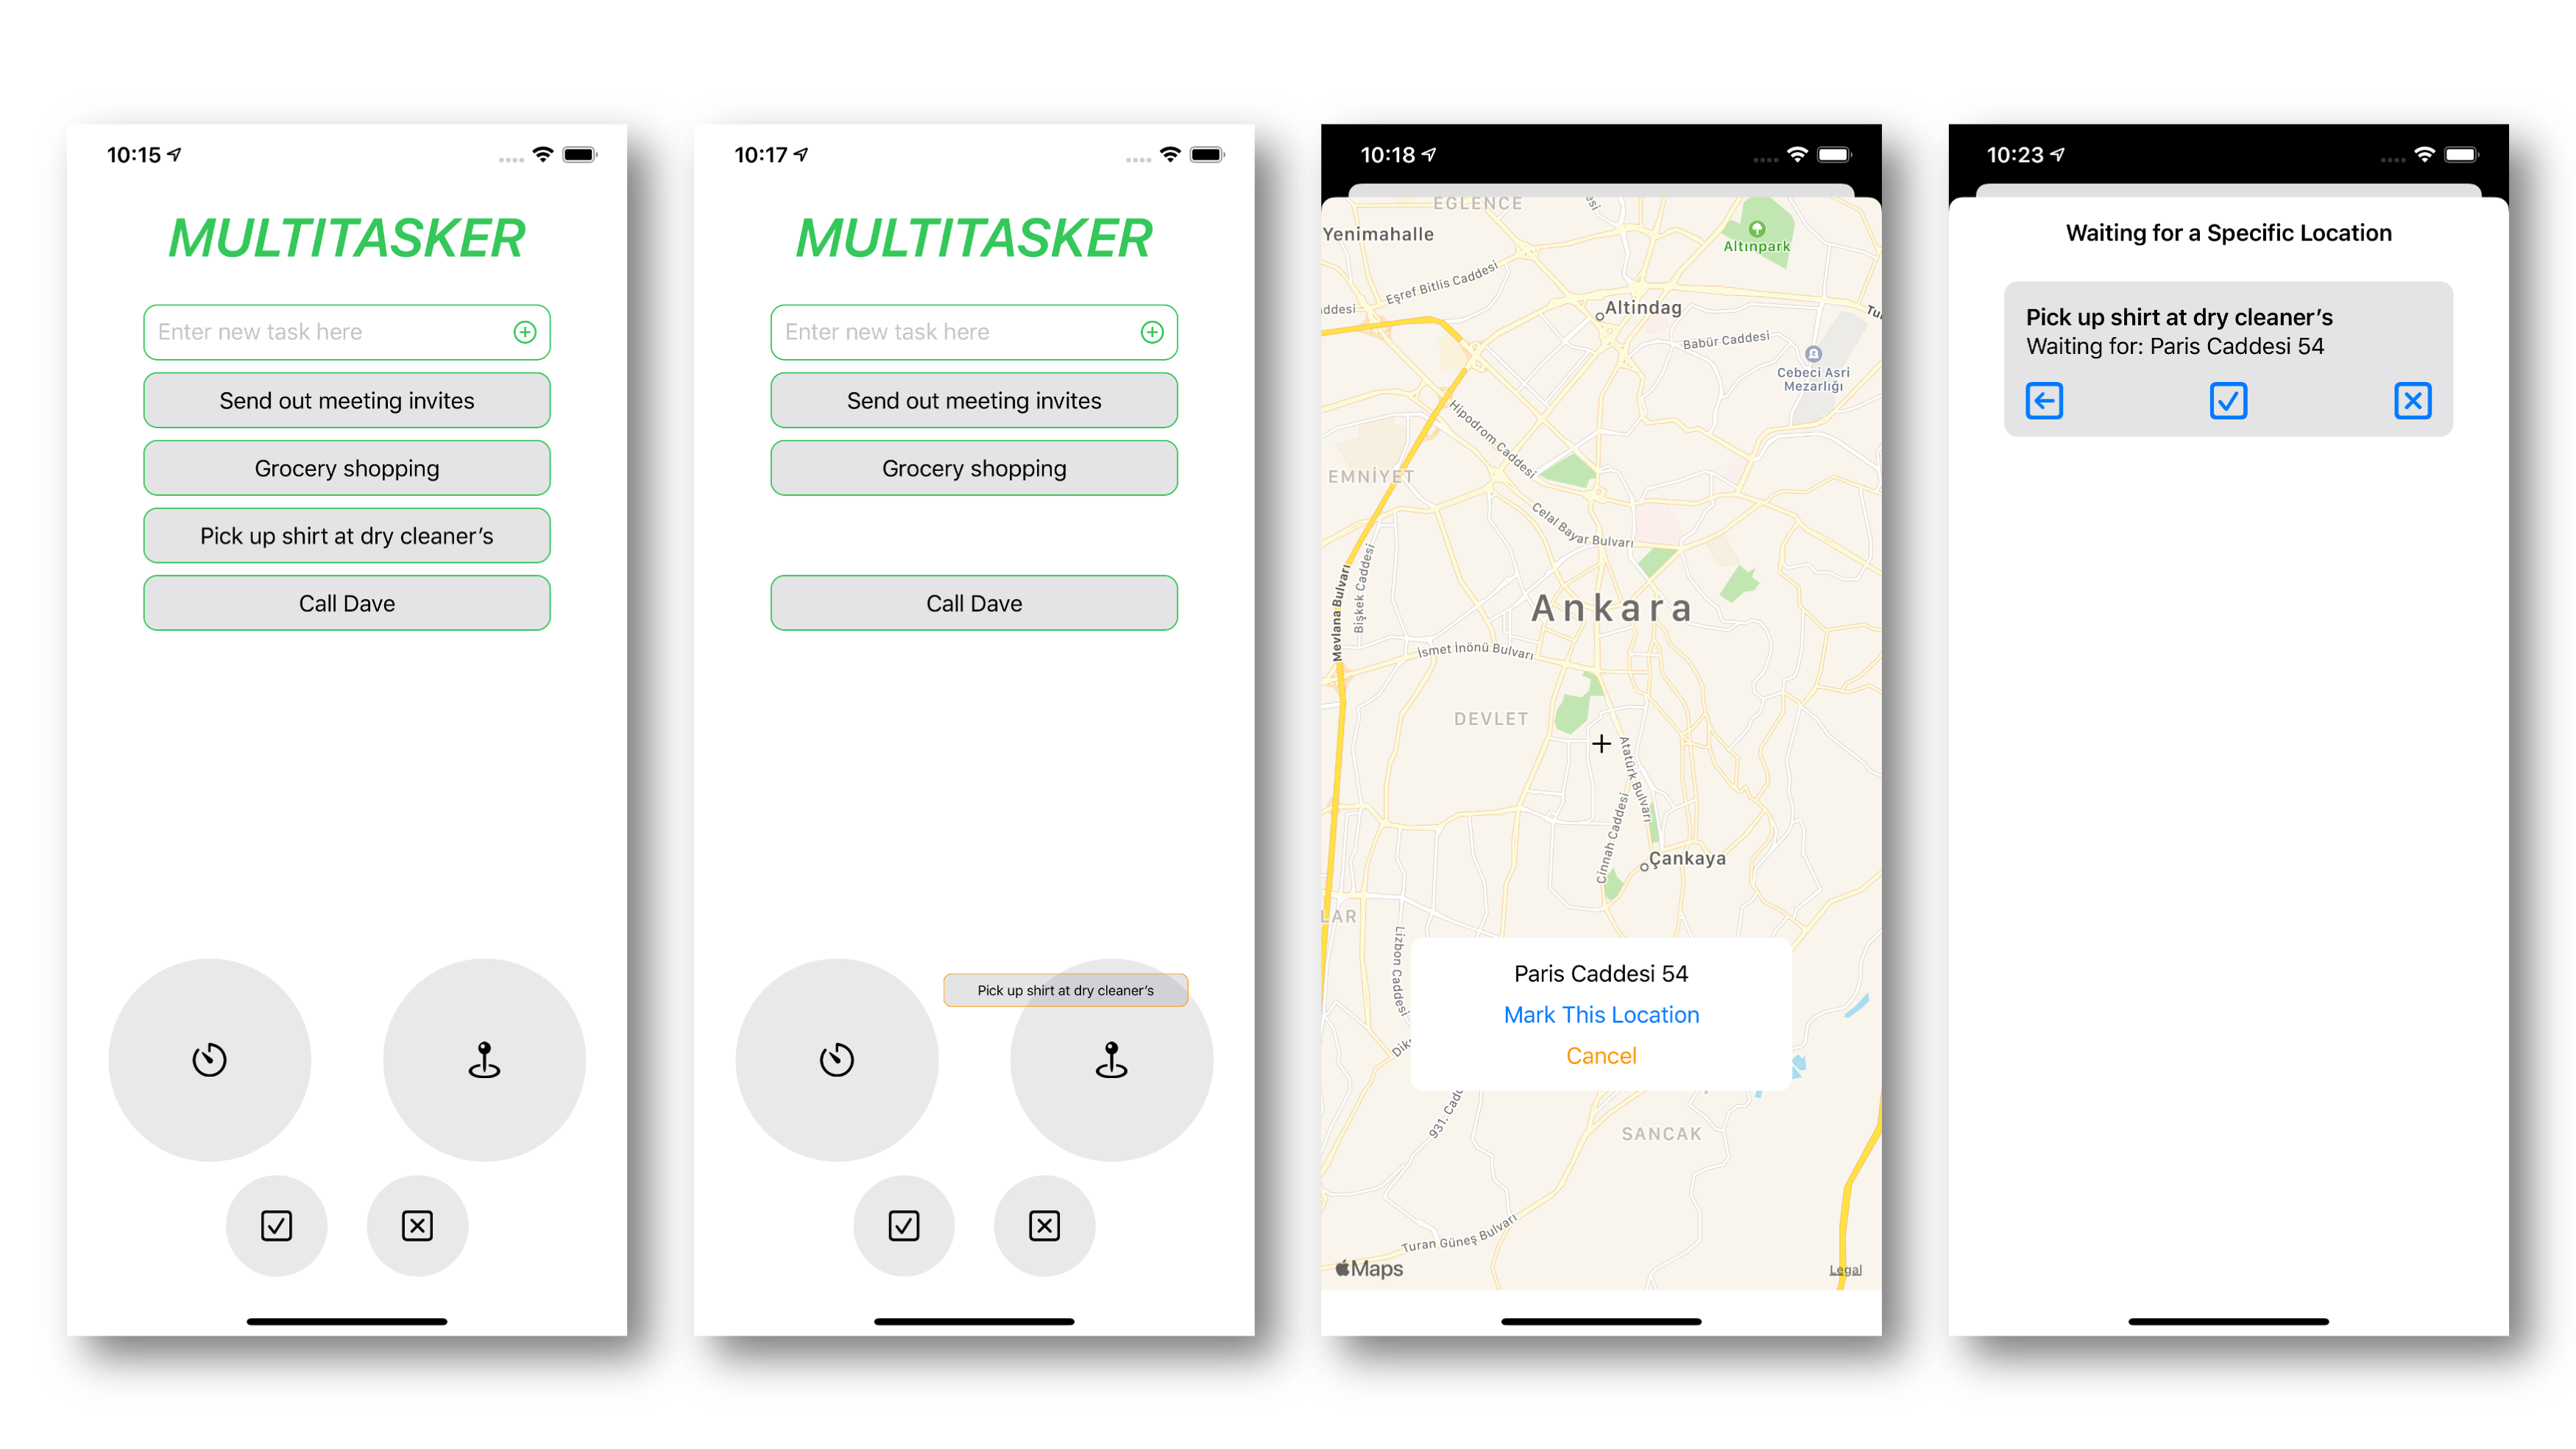 10:15
MULTITASKER
Enter new task here
Send out meeting invites
Grocery shopping
Pick up shirt at dry cleaner’s
Call Dave
10:17
MULTITASKER
Enter new task here
Send out meeting invites
Grocery shopping
Call Dave
Pick up shirt at dry cleaner’s
10:18
EGLENCE
Yenimahalle
Altınpark
Eşref Bitlis Caddesi
Altindag
Babür Caddesi
Cebeci Asri
Mezarlığı
Hipodrom Caddesi
EMNİYET
Celal Bayar Bulvarı
Mevlana Bulvarı
Bişkek Caddesi
Ankara
İsmet İnönü Bulvarı
DEVLET
Atatürk Bulvarı
Cinnah Caddesi
Çankaya
LAR
Lizbon Caddesi
Paris Caddesi 54
Mark This Location
Cancel
SANCAK
Turan Güneş Bulvarı
Maps
Legal
10:23
Waiting for a Specific Location
Pick up shirt at dry cleaner’s
Waiting for: Paris Caddesi 54